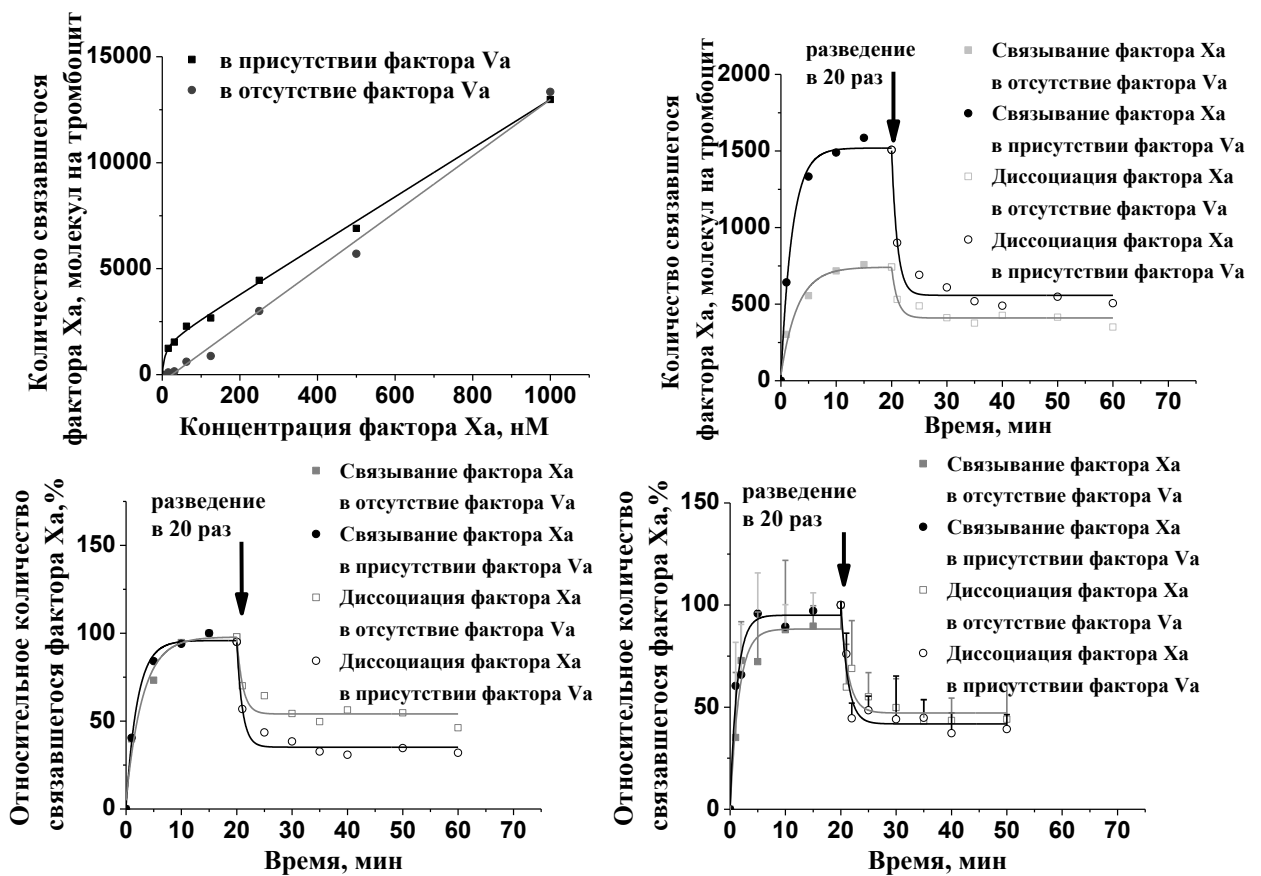 Количество связавшегося
фактора Xa, молекул на тромбоцит
15000
10000
5000
0
в присутствии фактора Va
в отсутствие фактора Va
0 200 400 600 800 1000
Концентрация фактора Xa, нМ
Количество связавшегося
фактора Xa, молекул на тромбоцит
2000
1500
1000
500
0
разведение
в 20 раз
Связывание фактора Xa
в отсутствие фактора Va
Связывание фактора Xa
в присутствии фактора Va
Диссоциация фактора Xa
в отсутствие фактора Va
Диссоциация фактора Xa
в присутствии фактора Va
0 10 20 30 40 50 60 70
Время, мин
Относительное количество
связавшегося фактора Xa,%
150
100
50
0
разведение
в 20 раз
Связывание фактора Xa
в отсутствие фактора Va
Связывание фактора Xa
в присутствии фактора Va
Диссоциация фактора Xa
в отсутствие фактора Va
Диссоциация фактора Xa
в присутствии фактора Va
0 10 20 30 40 50 60 70
Время, мин
Относительное количество
связавшегося фактора Xa,%
150
100
50
0
разведение
в 20 раз
Связывание фактора Xa
в отсутствие фактора Va
Связывание фактора Xa
в присутствии фактора Va
Диссоциация фактора Xa
в отсутствие фактора Va
Диссоциация фактора Xa
в присутствии фактора Va
0 10 20 30 40 50 60 70
Время, мин